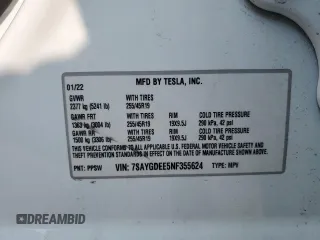 MFD BY TESLA, INC.
01/22
GVWR WITH TIRES
2377 kg (5241 lb) 255/45R19
GAWR FRT WITH TIRES RIM COLD TIRE PRESSURE
1363 kg (3004 lb) 255/45R19 19X9.5J 290 kPa, 42 psi
GAWR RR WITH TIRES RIM COLD TIRE PRESSURE
1500 kg (3306 lb) 255/45R19 19X9.5J 290 kPa, 42 psi
THIS VEHICLE CONFORMS TO ALL APPLICABLE U.S. FEDERAL MOTOR VEHICLE SAFETY AND
THEFT PREVENTION STANDARDS IN EFFECT ON THE DATE OF MANUFACTURE SHOWN ABOVE.
PNT: PPSW VIN: 7SAYGDEE5NF355624 TYPE: MPV